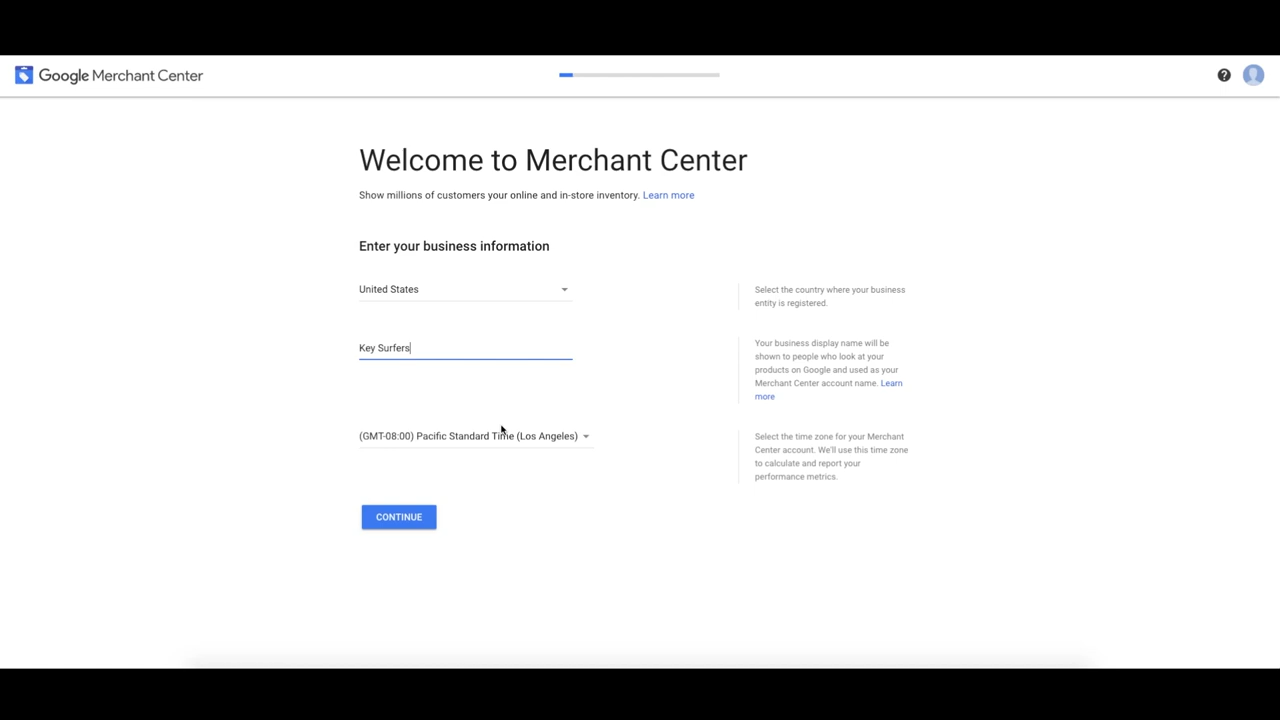 Google Merchant Center
Welcome to Merchant Center
Show millions of customers your online and in-store inventory. Learn more
Enter your business information
United States
Select the country where your business
entity is registered.
Key Surfers
Your business display name will be
shown to people who look at your
products on Google and used as your
Merchant Center account name. Learn
more
(GMT-08:00) Pacific Standard Time (Los Angeles)
Select the time zone for your Merchant
Center account. We'll use this time zone
to calculate and report your
performance metrics.
CONTINUE